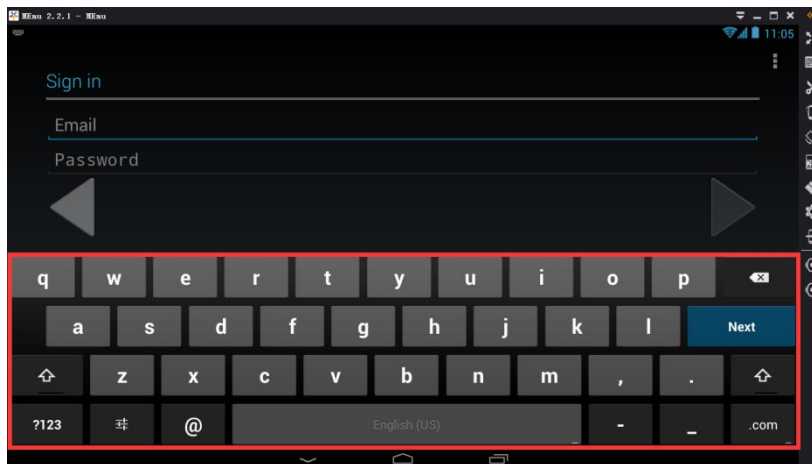 MEmu 2.2.1 - MEmu
11:05
Sign in
Email
Password
q w e r t y u i o p
a s d f g h j k l Next
z x c v b n m , .
?123 @ English (US) - _ .com